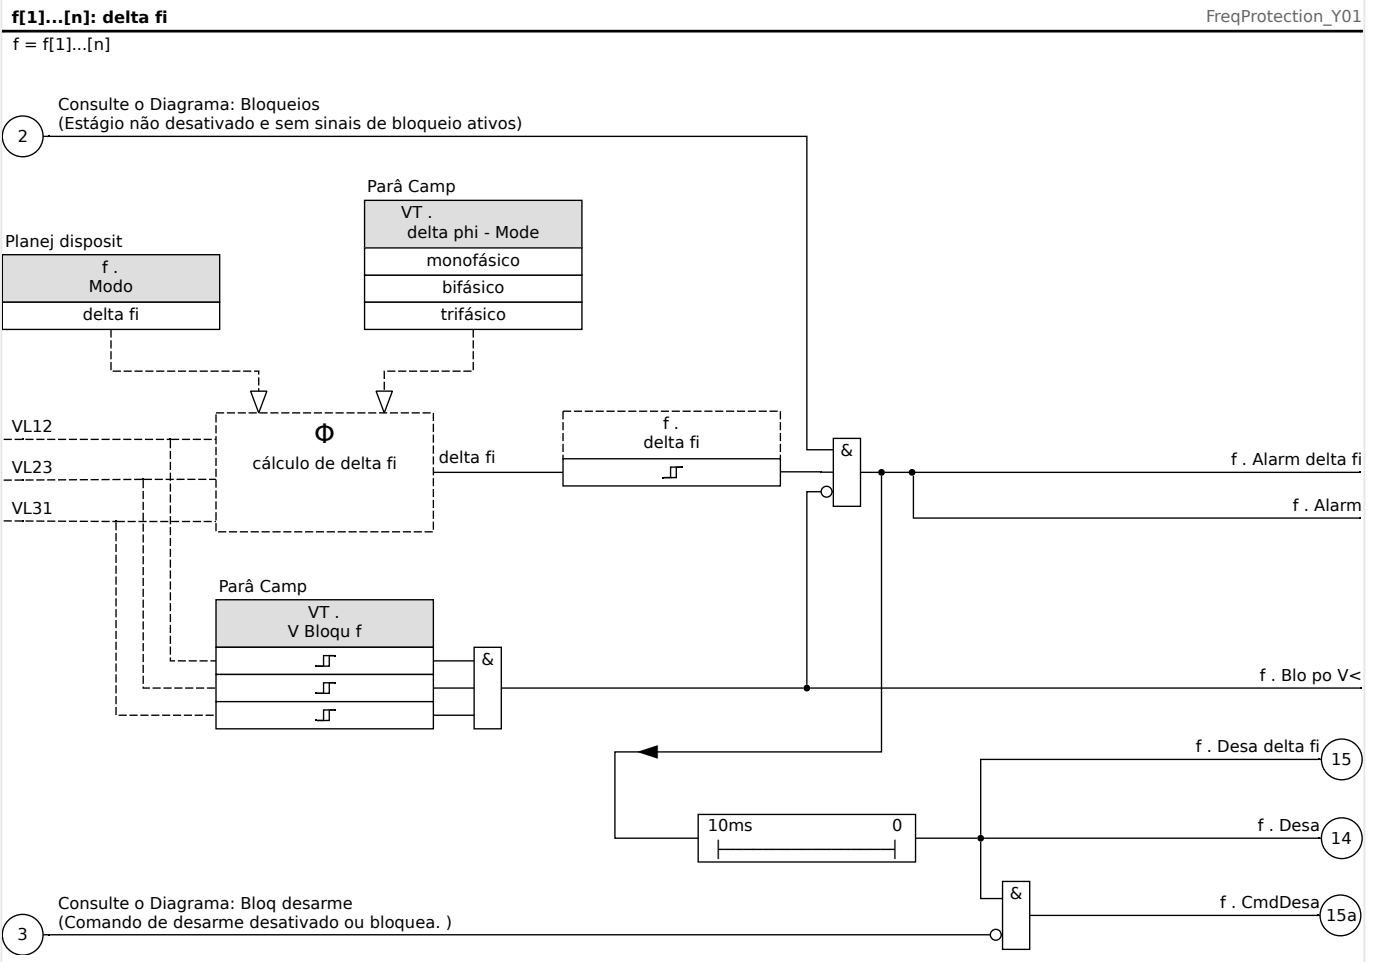 f[1]...[n]: delta fi
FreqProtection_Y01
f = f[1]...[n]
Consulte o Diagrama: Bloqueios
(Estágio não desativado e sem sinais de bloqueio ativos)
2
Parâ Camp
VT .
delta phi - Mode
monofásico
bifásico
trifásico
Planej disposit
f .
Modo
delta fi
VL12
VL23
VL31
Φ
cálculo de delta fi
delta fi
f .
delta fi
&
f . Alarm delta fi
f . Alarm
Parâ Camp
VT .
V Bloqu f
&
f . Blo po V<
f . Desa delta fi
15
10ms 0
f . Desa
14
&
f . CmdDesa
15a
Consulte o Diagrama: Bloq desarme
(Comando de desarme desativado ou bloquea. )
3